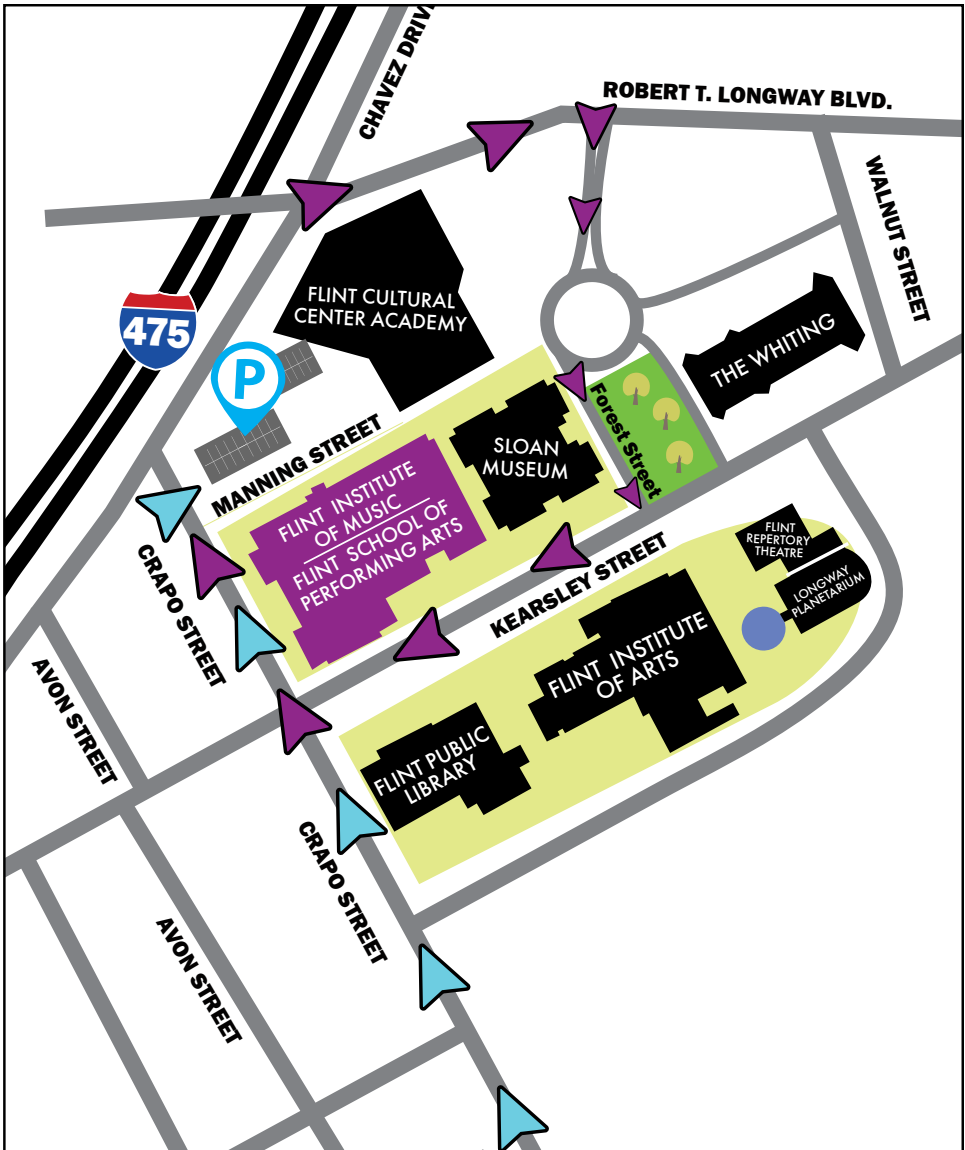 CHAVEZ DRIV
ROBERT T. LONGWAY BLVD.
WALNUT STREET
475
P
FLINT CULTURAL
CENTER ACADEMY
THE WHITING
MANNING STREET
Forest Street
SLOAN
MUSEUM
FLINT INSTITUTE
OF MUSIC
FLINT SCHOOL OF
PERFORMING ARTS
CRAPO STREET
KEARSLEY STREET
FLINT
REPERTORY
THEATRE
LONGWAY
PLANETARIUM
FLINT INSTITUTE
OF ARTS
AVON STREET
FLINT PUBLIC
LIBRARY
CRAPO STREET
AVON STREET